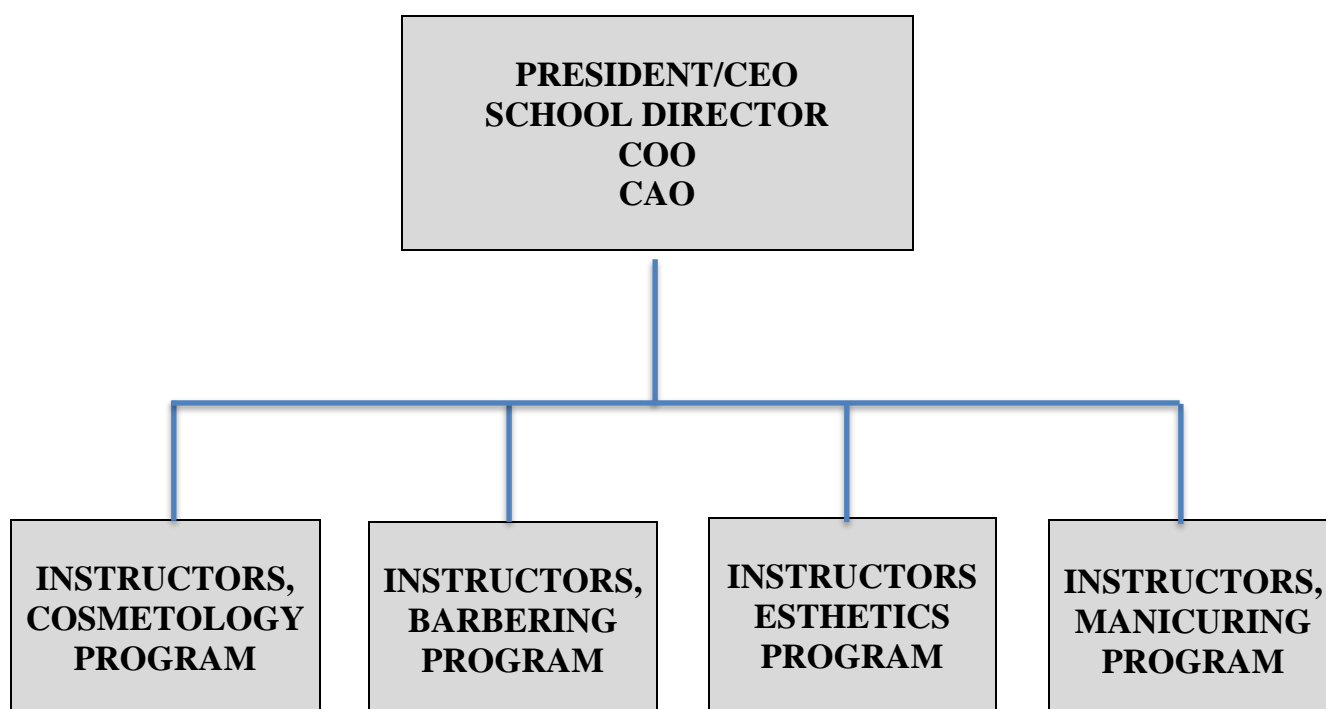 PRESIDENT/CEO
SCHOOL DIRECTOR
COO
CAO
INSTRUCTORS,
COSMETOLOGY
PROGRAM
INSTRUCTORS,
BARBERING
PROGRAM
INSTRUCTORS
ESTHETICS
PROGRAM
INSTRUCTORS,
MANICURING
PROGRAM